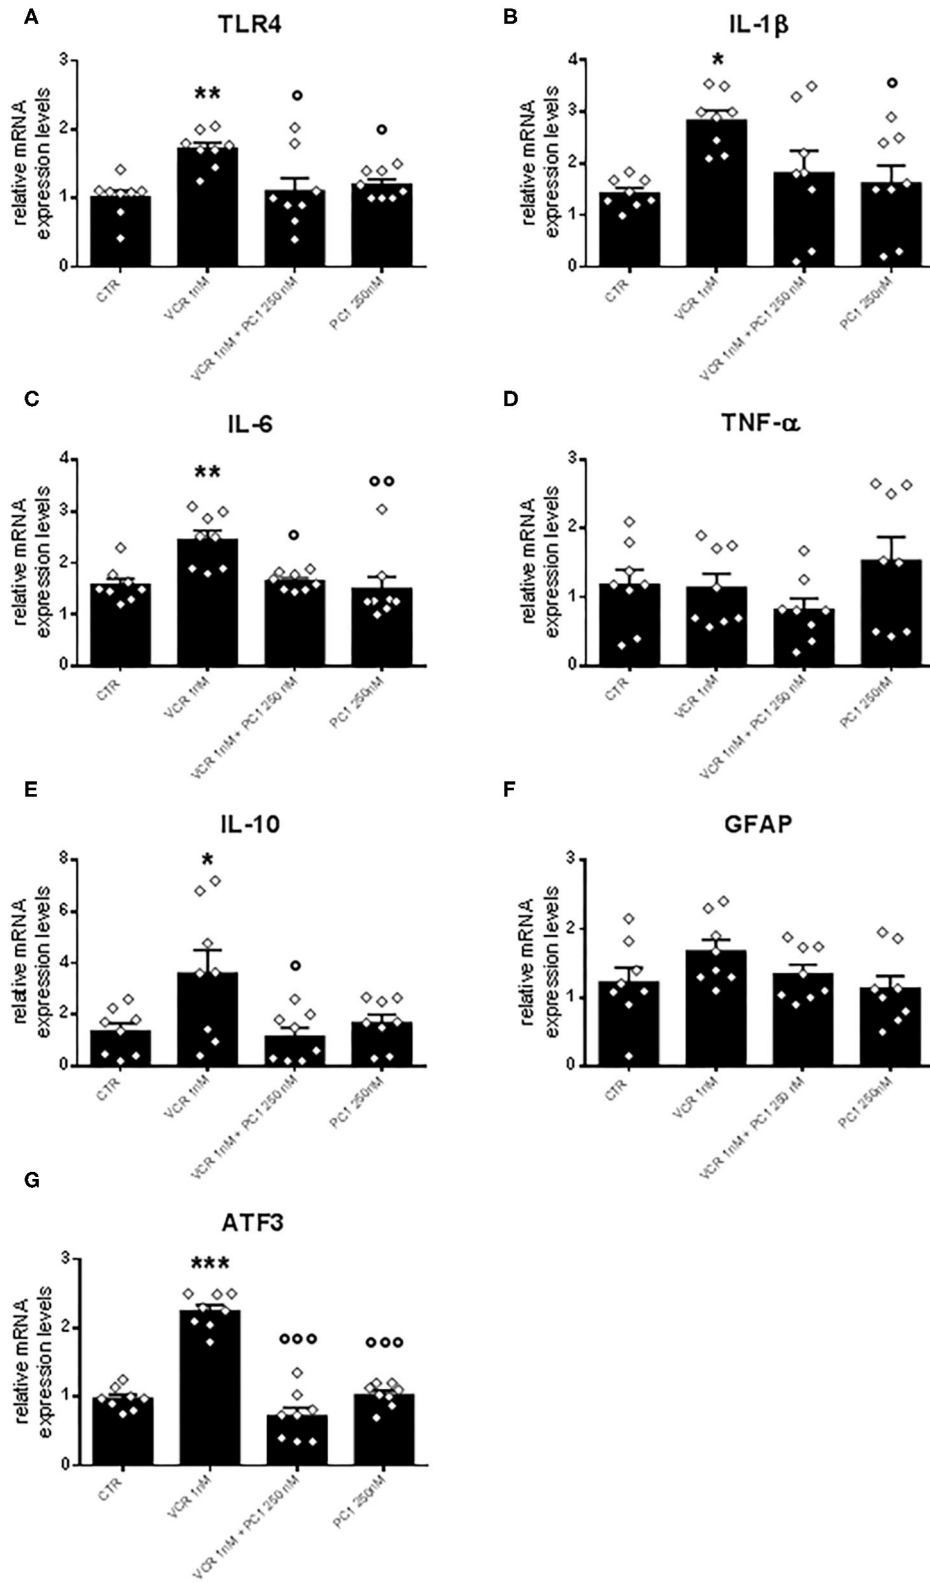 A
TLR4
relative mRNA
expression levels
3
2
1
0
**
CTR
VCR 1nM
VCR 1nM + PC1 250 nM
PC1 250nM
B
IL-1β
relative mRNA
expression levels
4
3
2
1
0
*
CTR
VCR 1nM
VCR 1nM + PC1 250 nM
PC1 250nM
C
IL-6
relative mRNA
expression levels
4
3
2
1
0
**
CTR
VCR 1nM
VCR 1nM + PC1 250 nM
PC1 250nM
D
TNF-α
relative mRNA
expression levels
3
2
1
0
CTR
VCR 1nM
VCR 1nM + PC1 250 nM
PC1 250nM
E
IL-10
relative mRNA
expression levels
8
6
4
2
0
*
CTR
VCR 1nM
VCR 1nM + PC1 250 nM
PC1 250nM
F
GFAP
relative mRNA
expression levels
3
2
1
0
CTR
VCR 1nM
VCR 1nM + PC1 250 nM
PC1 250nM
G
ATF3
relative mRNA
expression levels
3
2
1
0
***
CTR
VCR 1nM
VCR 1nM + PC1 250 nM
PC1 250nM